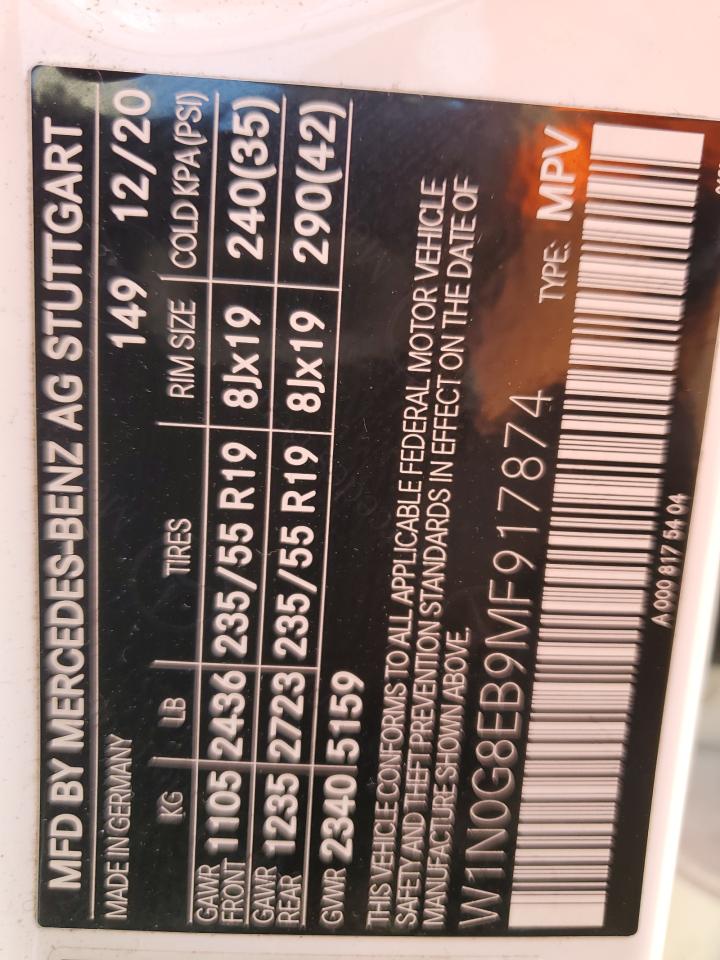 MFD BY MERCEDES-BENZ AG STUTTGART
MADE IN GERMANY 149 12/20
KG LB TIRES RIM SIZE COLD KPA(PSI)
GAWR FRONT 1105 2436 235/55 R19 8Jx19 240(35)
GAWR REAR 1235 2723 235/55 R19 8Jx19 290(42)
GVWR 2340 5159
THIS VEHICLE CONFORMS TO ALL APPLICABLE FEDERAL MOTOR VEHICLE
SAFETY AND THEFT PREVENTION STANDARDS IN EFFECT ON THE DATE OF
MANUFACTURE SHOWN ABOVE.
W1N0G8EB9MF917874 TYPE: MPV
A 000 817 54 04